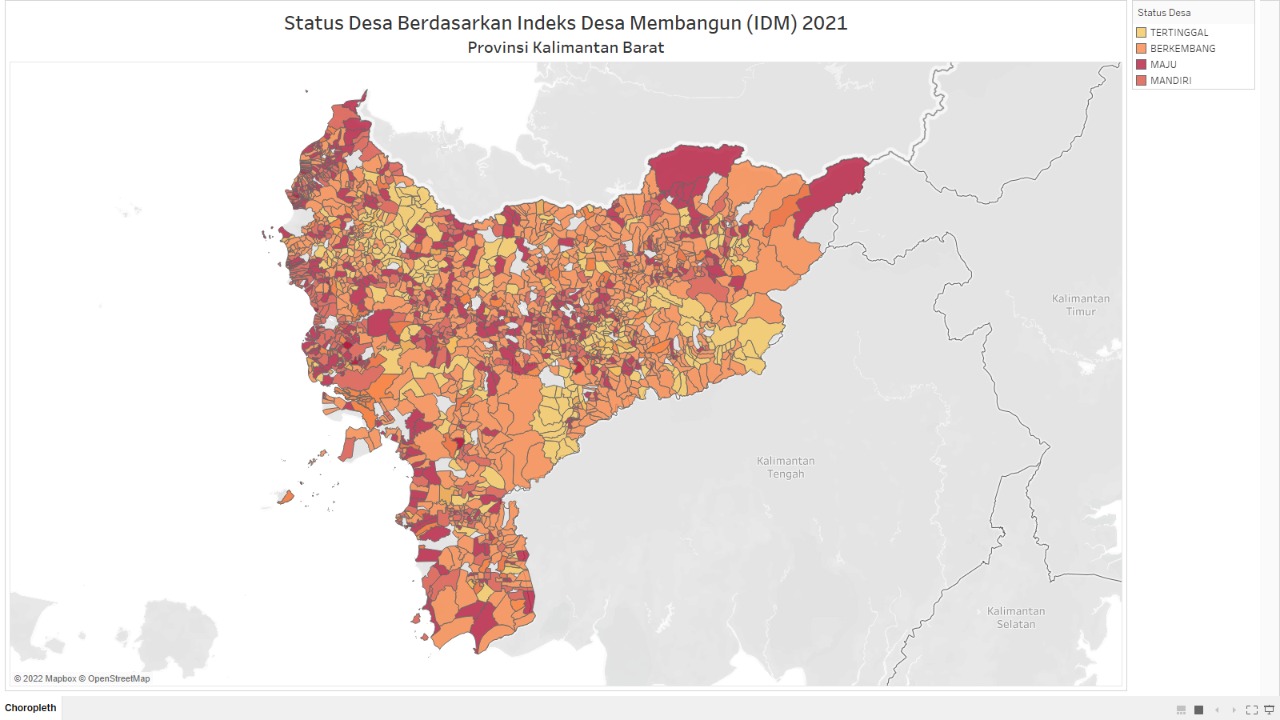 Status Desa Berdasarkan Indeks Desa Membangun (IDM) 2021
Provinsi Kalimantan Barat
Status Desa
TERTINGGAL
BERKEMBANG
MAJU
MANDIRI
Kalimantan
Timur
Kalimantan
Tengah
Kalimantan
Selatan
© 2022 Mapbox © OpenStreetMap
Choropleth